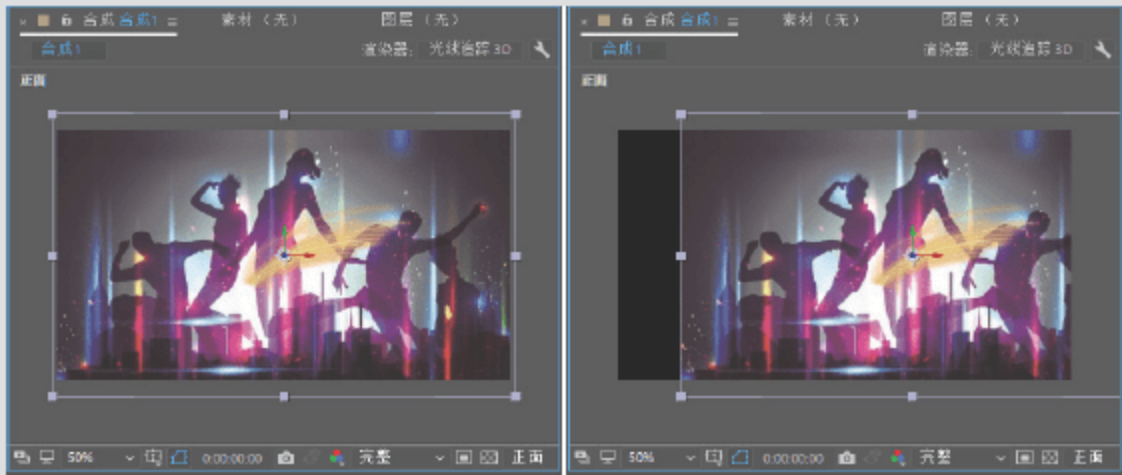 合成 合成1 ≡ 素材（无） 图层（无）
合成1 渲染器: 光线追踪 3D
正面
50% 0:00:00:00 完整 正面
合成 合成1 ≡ 素材（无） 图层（无）
合成1 渲染器: 光线追踪 3D
正面
50% 0:00:00:00 完整 正面